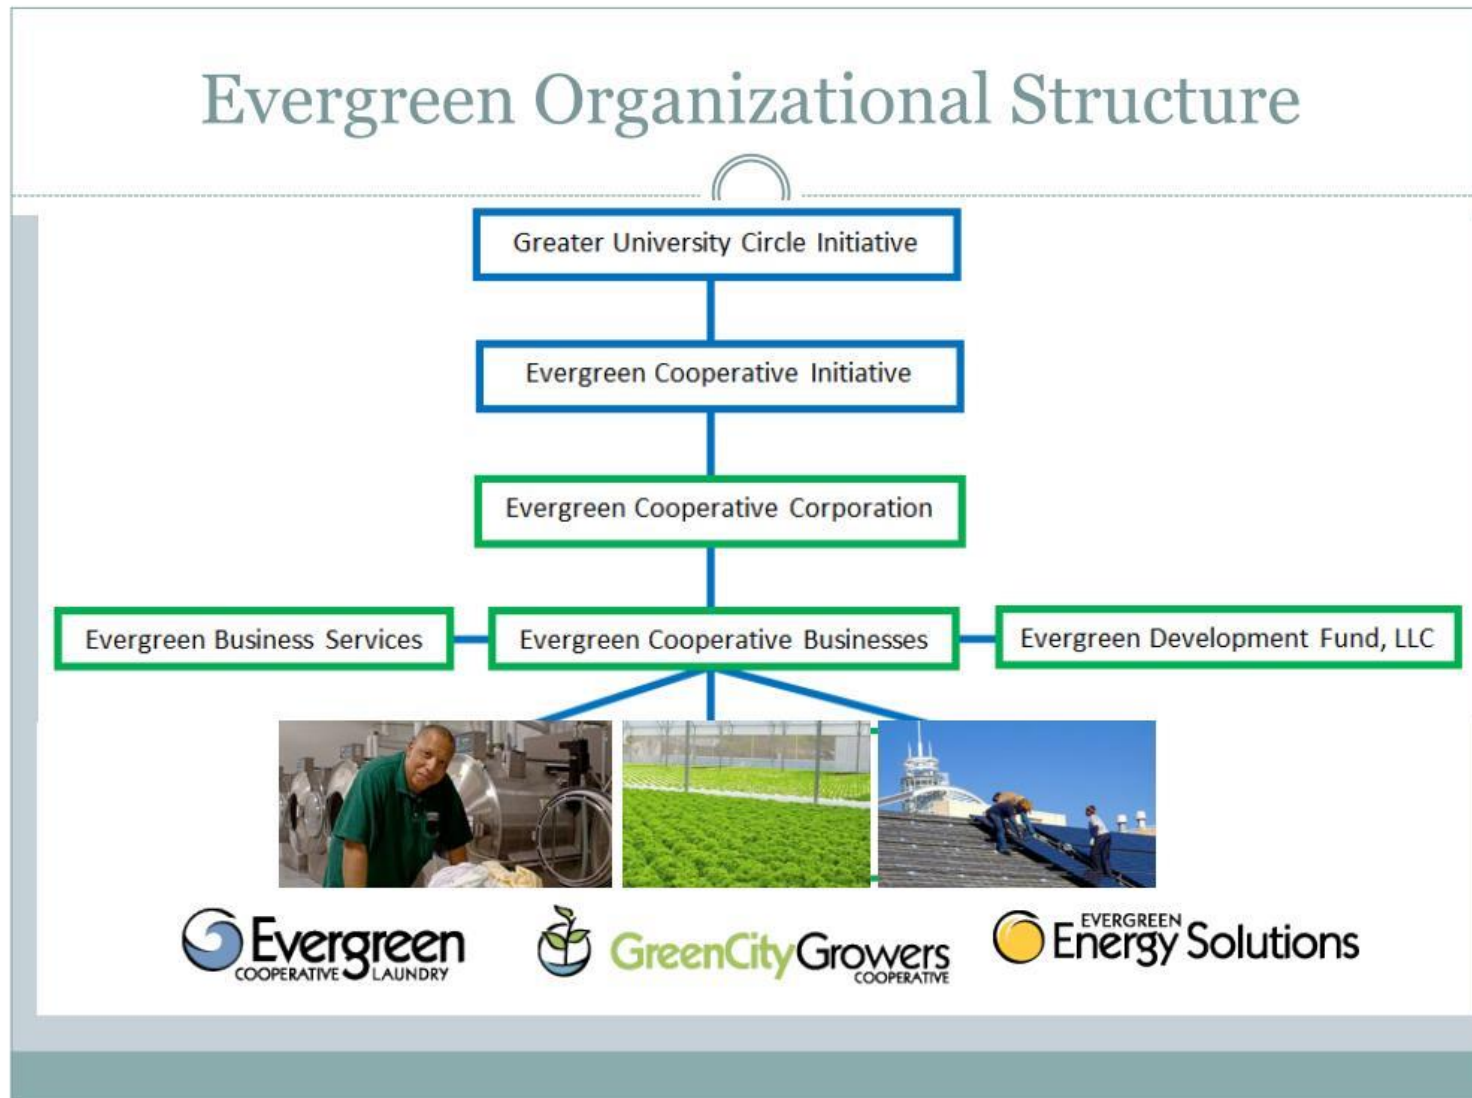 Evergreen Organizational Structure
Greater University Circle Initiative
Evergreen Cooperative Initiative
Evergreen Cooperative Corporation
Evergreen Business Services
Evergreen Cooperative Businesses
Evergreen Development Fund, LLC
Evergreen
COOPERATIVE LAUNDRY
GreenCityGrowers
COOPERATIVE
EVERGREEN
Energy Solutions